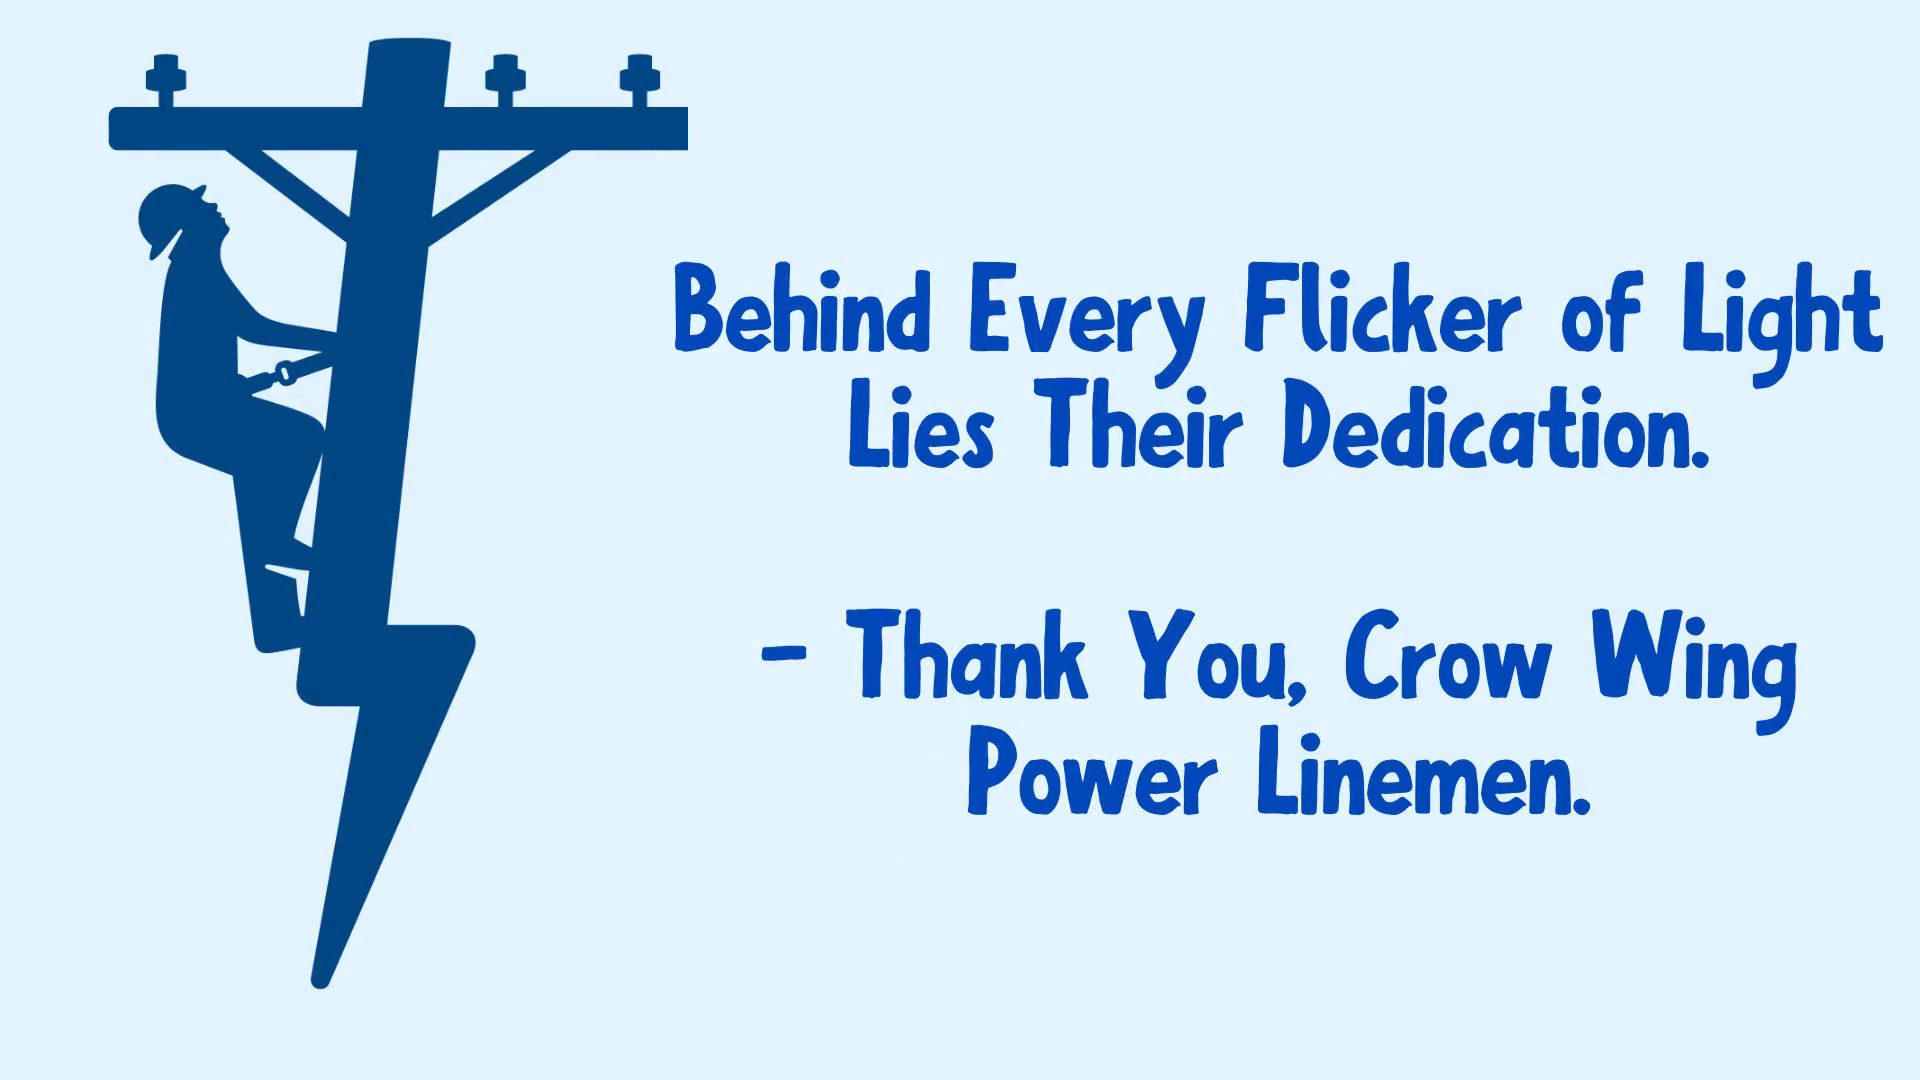 Behind Every Flicker of Light
Lies Their Dedication.
- Thank You, Crow Wing
Power Linemen.